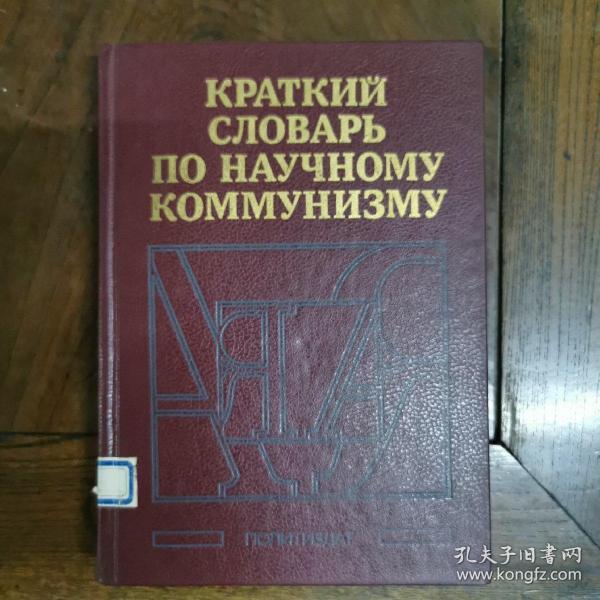 КРАТКИЙ
СЛОВАРЬ
ПО НАУЧНОМУ
КОММУНИЗМУ
ПОЛИТИЗДАТ
孔夫子旧书网
www.kongfz.com